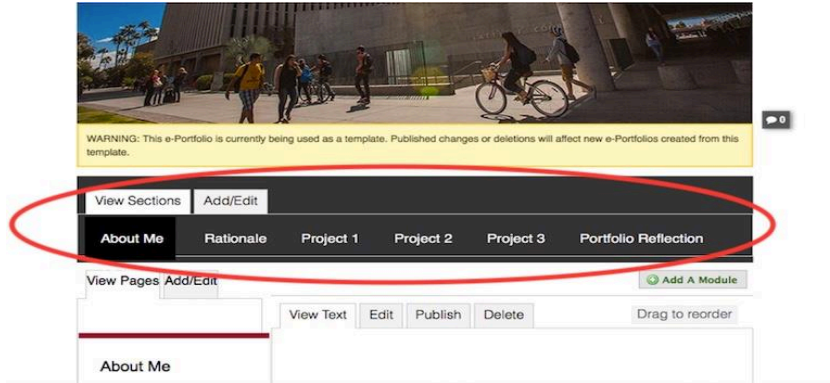 WARNING: This e-Portfolio is currently being used as a template. Published changes or deletions will affect new e-Portfolios created from this
template.
0
View Sections Add/Edit
About Me Rationale Project 1 Project 2 Project 3 Portfolio Reflection
View Pages Add/Edit
Add A Module
View Text Edit Publish Delete Drag to reorder
About Me